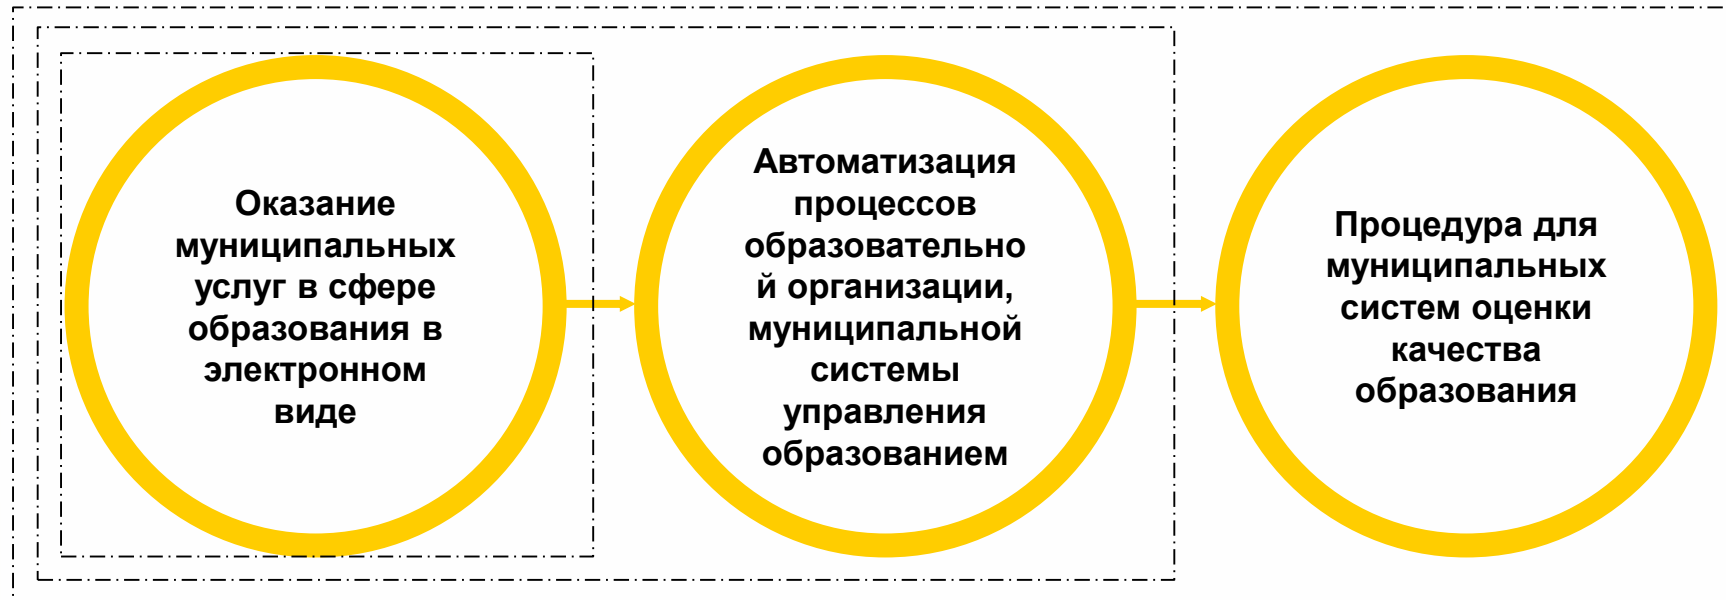 Оказание
муниципальных
услуг в сфере
образования в
электронном
виде
Автоматизация
процессов
образовательно
й организации,
муниципальной
системы
управления
образованием
Процедура для
муниципальных
систем оценки
качества
образования